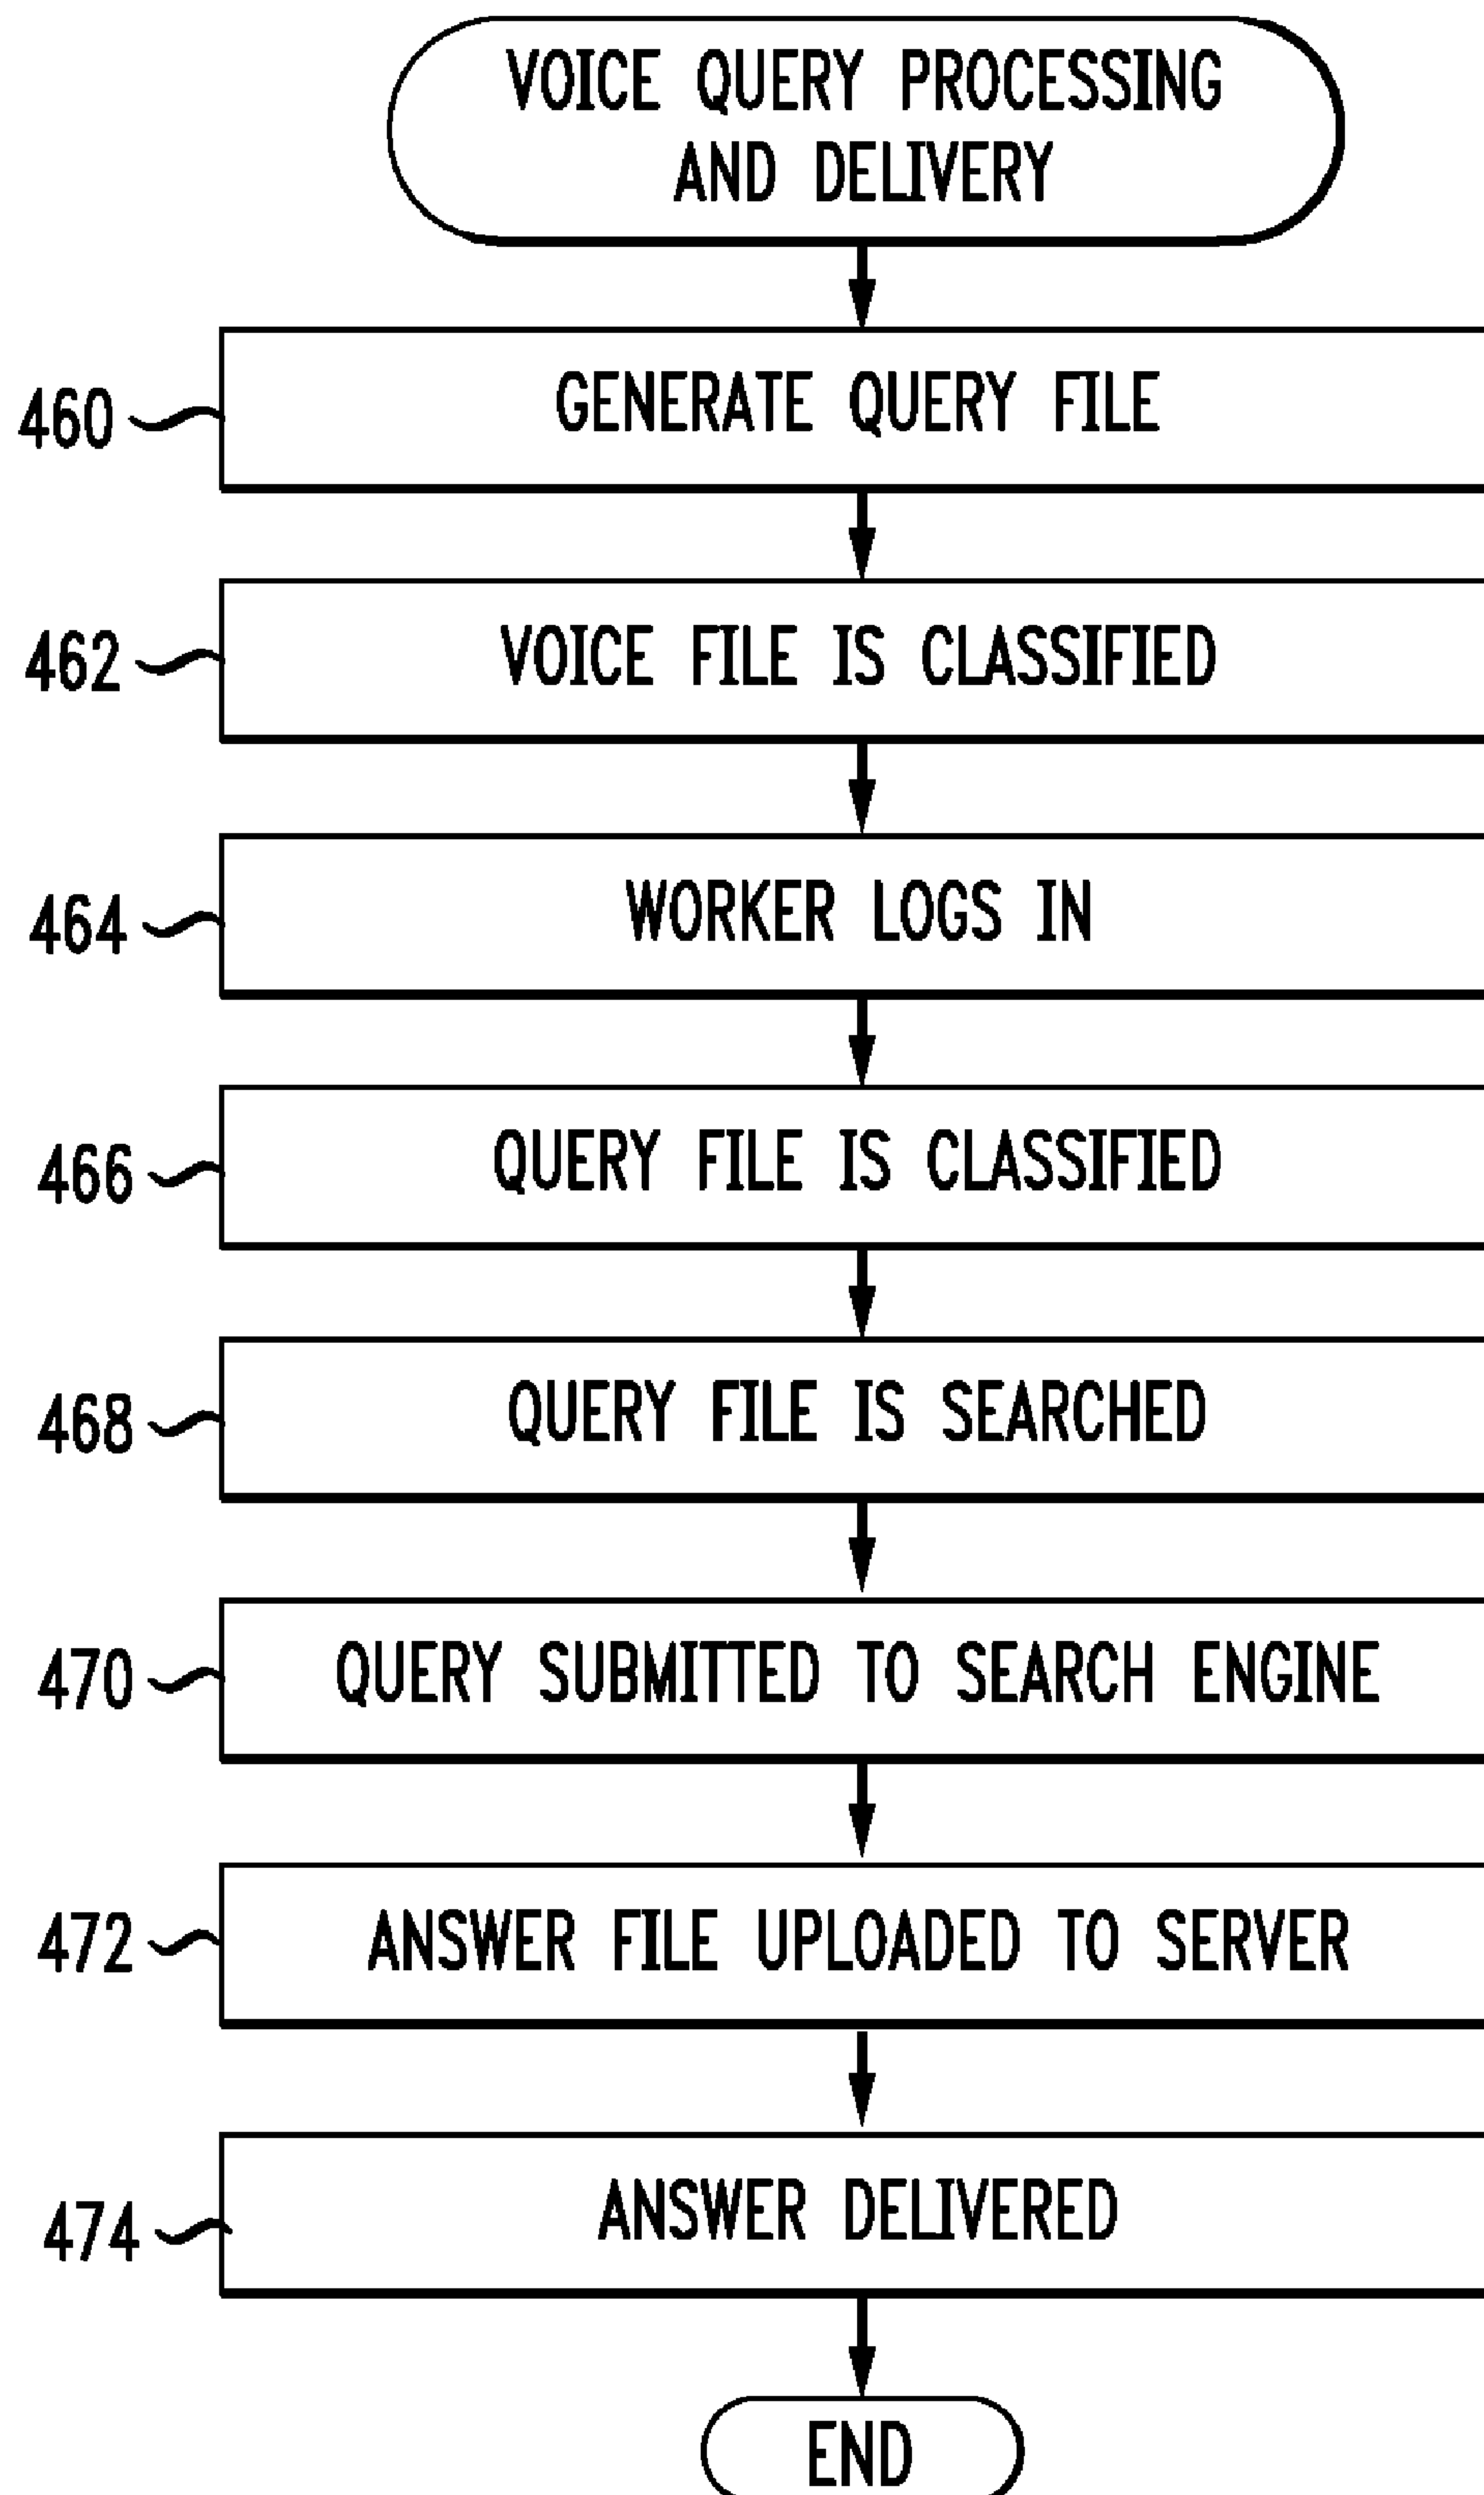 VOICE QUERY PROCESSING
AND DELIVERY
460 GENERATE QUERY FILE
462 VOICE FILE IS CLASSIFIED
464 WORKER LOGS IN
466 QUERY FILE IS CLASSIFIED
468 QUERY FILE IS SEARCHED
470 QUERY SUBMITTED TO SEARCH ENGINE
472 ANSWER FILE UPLOADED TO SERVER
474 ANSWER DELIVERED
END